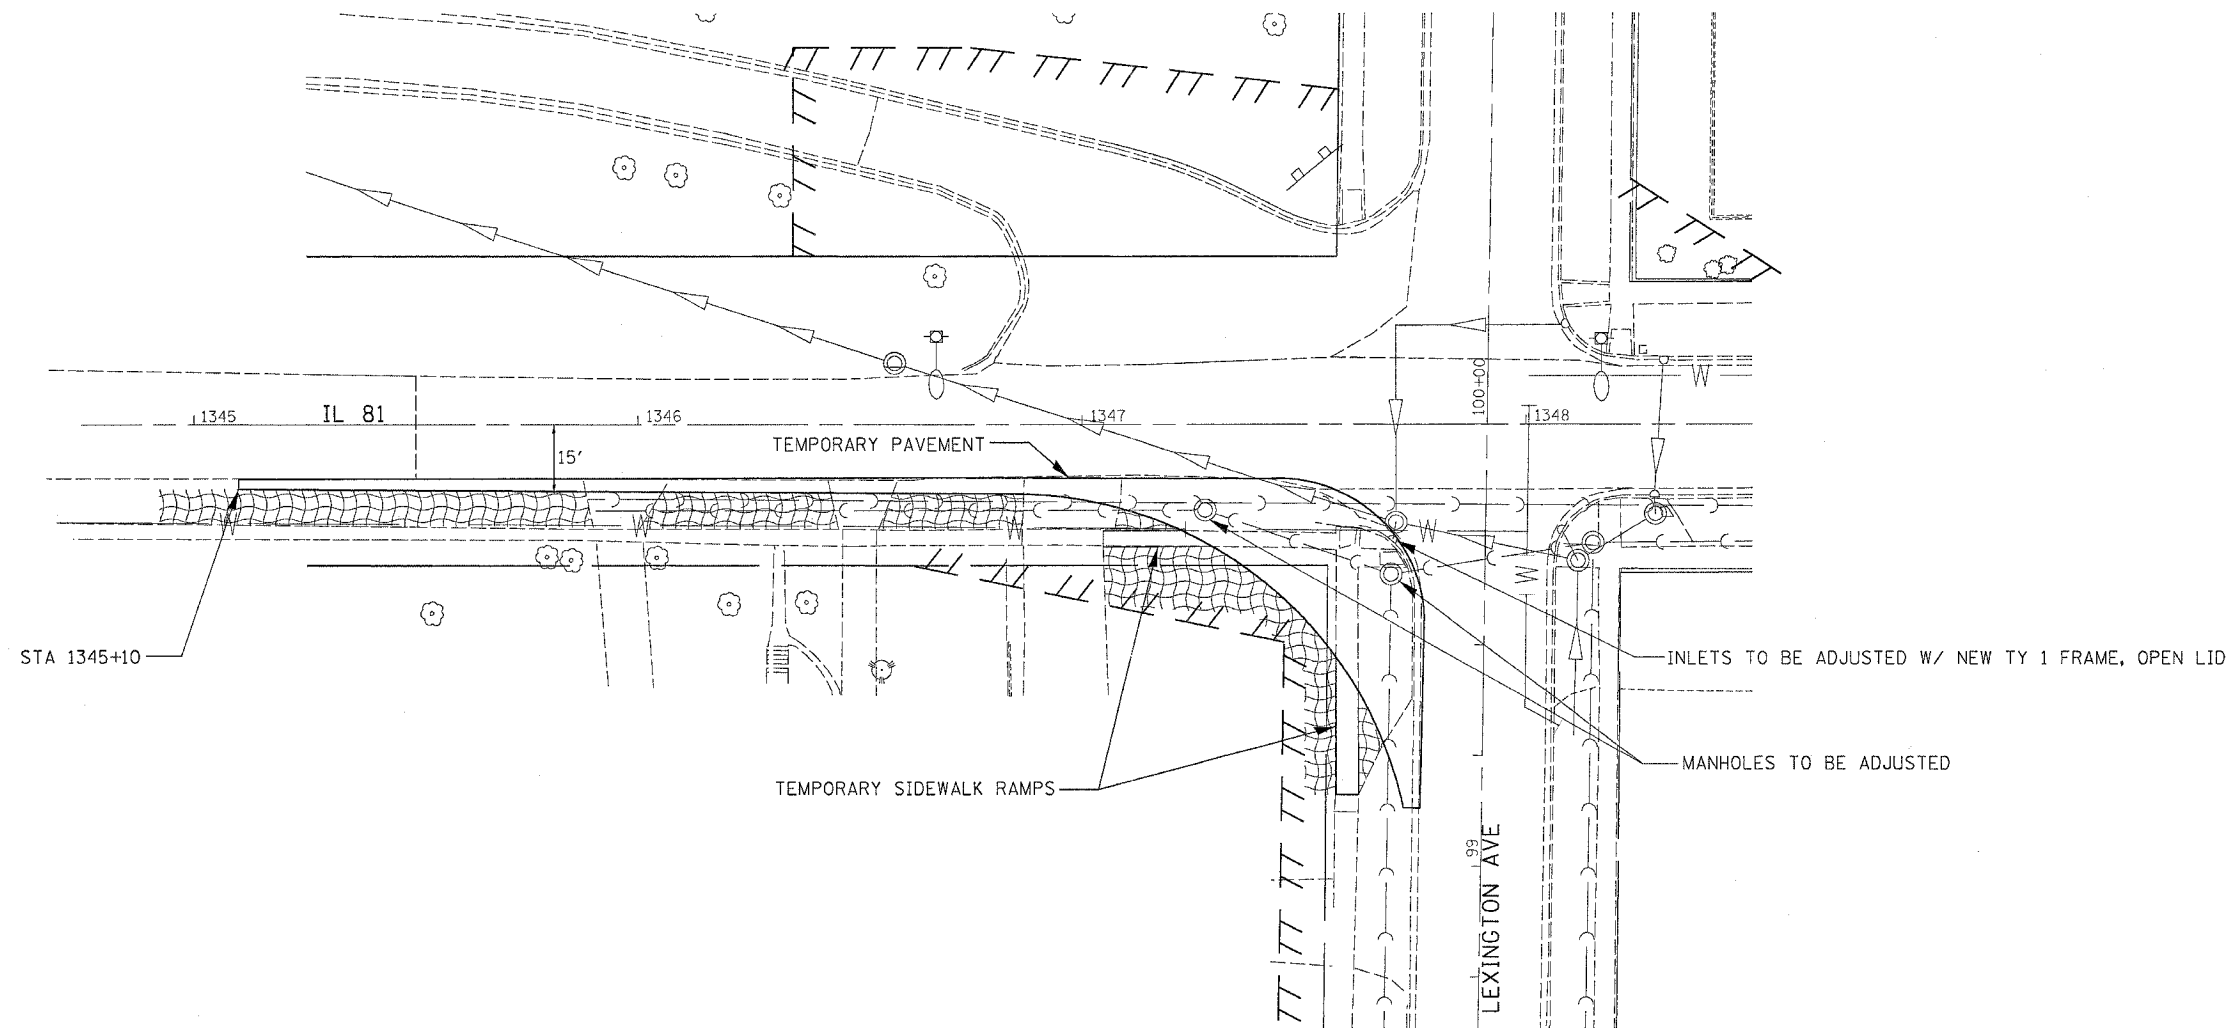 100+00
W
1345
IL 81
1346
1347
1348
TEMPORARY PAVEMENT
15'
W
W
W
W
W
STA 1345+10
INLETS TO BE ADJUSTED W/ NEW TY 1 FRAME, OPEN LID
MANHOLES TO BE ADJUSTED
TEMPORARY SIDEWALK RAMPS
99
LEXINGTON AVE